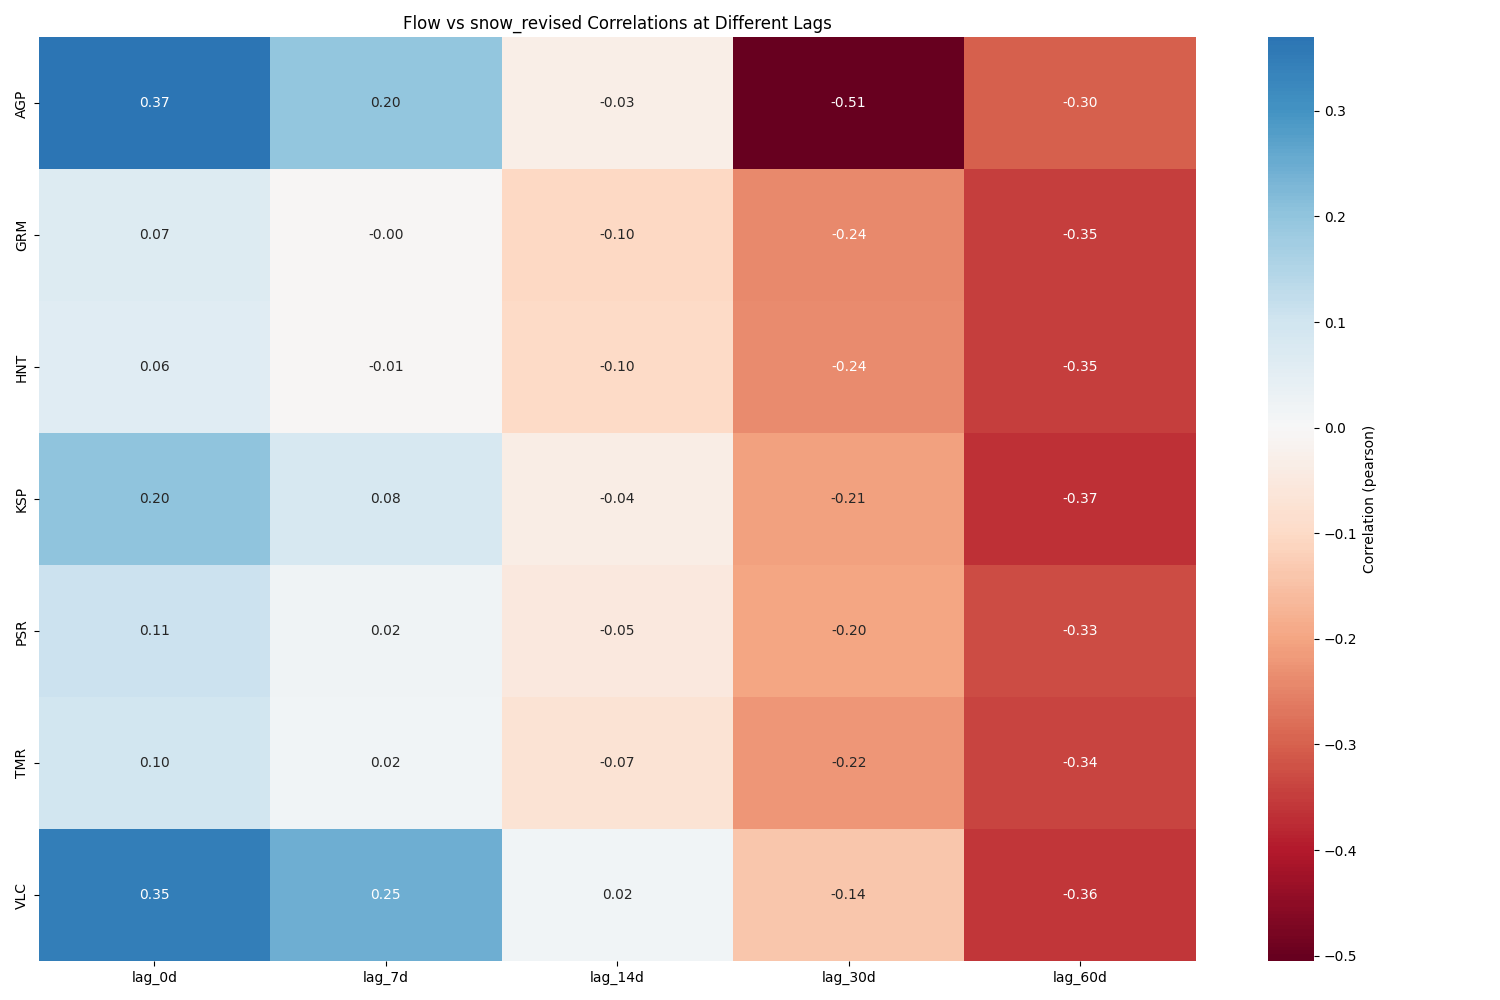 Flow vs snow_revised Correlations at Different Lags
AGP 0.37 0.20 -0.03 -0.51 -0.30
GRM 0.07 -0.00 -0.10 -0.24 -0.35
HNT 0.06 -0.01 -0.10 -0.24 -0.35
KSP 0.20 0.08 -0.04 -0.21 -0.37
PSR 0.11 0.02 -0.05 -0.20 -0.33
TMR 0.10 0.02 -0.07 -0.22 -0.34
VLC 0.35 0.25 0.02 -0.14 -0.36
lag_0d lag_7d lag_14d lag_30d lag_60d
0.3
0.2
0.1
0.0
−0.1
−0.2
−0.3
−0.4
−0.5
Correlation (pearson)